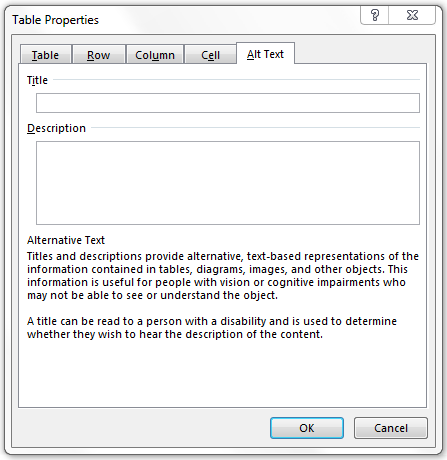 Table Properties
?
Table Row Column Cell Alt Text
Title
Description
Alternative Text
Titles and descriptions provide alternative, text-based representations of the
information contained in tables, diagrams, images, and other objects. This
information is useful for people with vision or cognitive impairments who
may not be able to see or understand the object.
A title can be read to a person with a disability and is used to determine
whether they wish to hear the description of the content.
OK Cancel